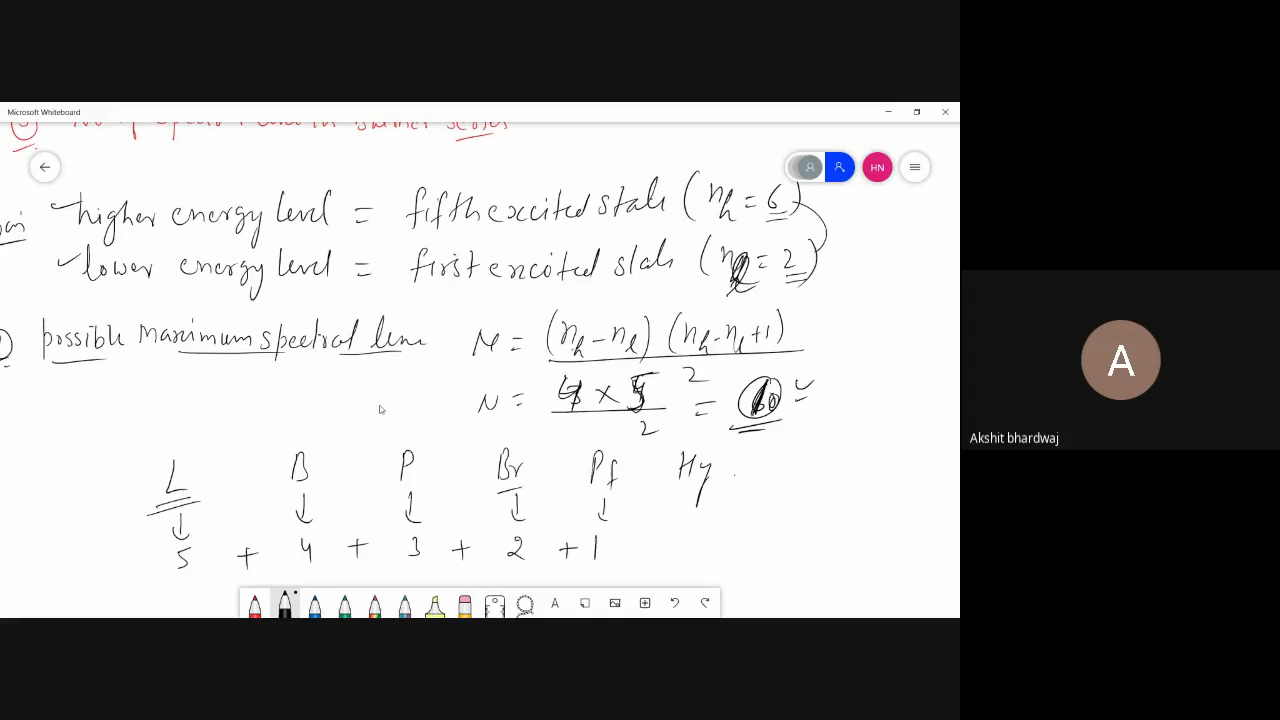 Microsoft Whiteboard
HN
higher energy level = fifth excited state (nh = 6)
lower energy level = first excited state (nl = 2)
possible Maximum spectral line N = (nh - nl) (nh - nl + 1) / 2
N = 4 × 5 / 2 = 10
L B P Br Pf Hy
5 + 4 + 3 + 2 + 1
A
Akshit bhardwaj